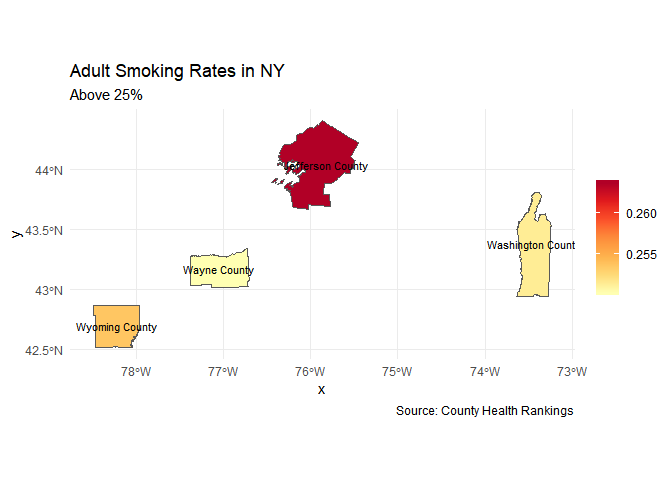 Adult Smoking Rates in NY
Above 25%
44°N
43.5°N
43°N
42.5°N
y
Jefferson County
Washington Count
Wayne County
Wyoming County
0.260
0.255
78°W
77°W
76°W
75°W
74°W
73°W
x
Source: County Health Rankings